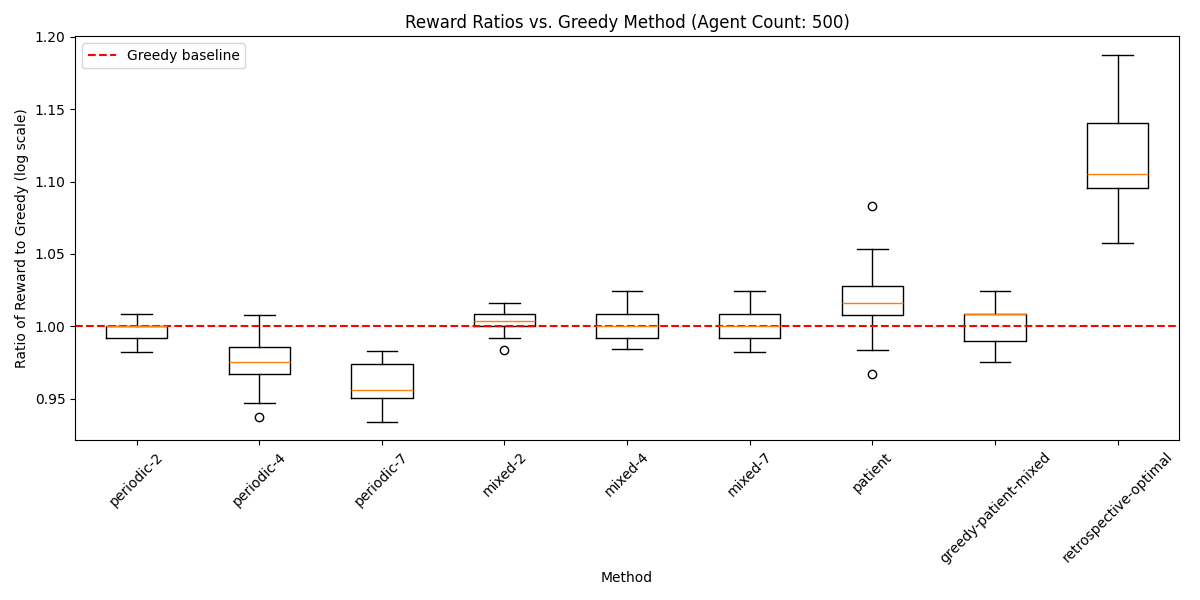 Reward Ratios vs. Greedy Method (Agent Count: 500)
Greedy baseline
Ratio of Reward to Greedy (log scale)
1.20
1.15
1.10
1.05
1.00
0.95
periodic-2
periodic-4
periodic-7
mixed-2
mixed-4
mixed-7
patient
greedy-patient-mixed
retrospective-optimal
Method